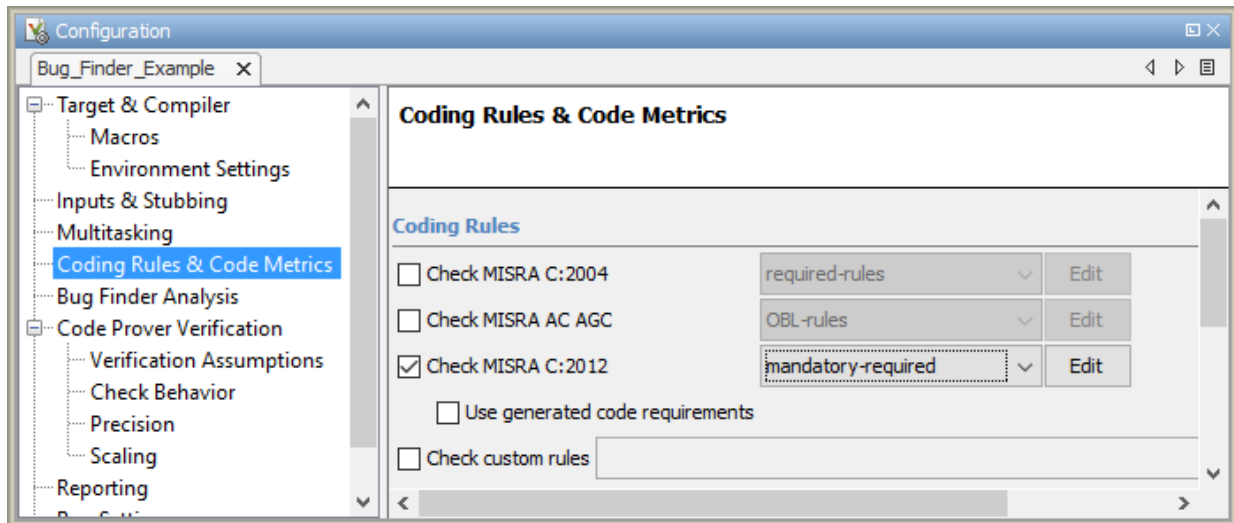 Configuration
Bug_Finder_Example
Target & Compiler
Macros
Environment Settings
Inputs & Stubbing
Multitasking
Coding Rules & Code Metrics
Bug Finder Analysis
Code Prover Verification
Verification Assumptions
Check Behavior
Precision
Scaling
Reporting
Coding Rules & Code Metrics
Coding Rules
Check MISRA C:2004 required-rules Edit
Check MISRA AC AGC OBL-rules Edit
Check MISRA C:2012 mandatory-required Edit
Use generated code requirements
Check custom rules